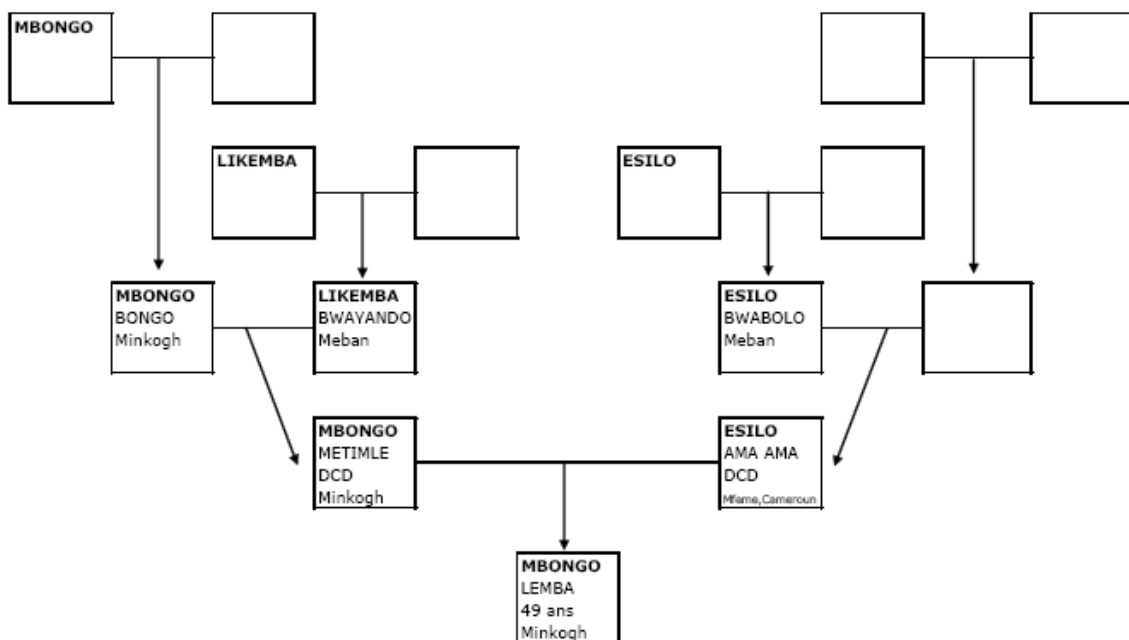 MBONGO
LIKEMBA
ESILO
MBONGO
BONGO
Minkogh
LIKEMBA
BWAYANDO
Meban
ESILO
BWABOLO
Meban
MBONGO
METIMLE
DCD
Minkogh
ESILO
AMA AMA
DCD
Mfeme,Cameroun
MBONGO
LEMBA
49 ans
Minkogh